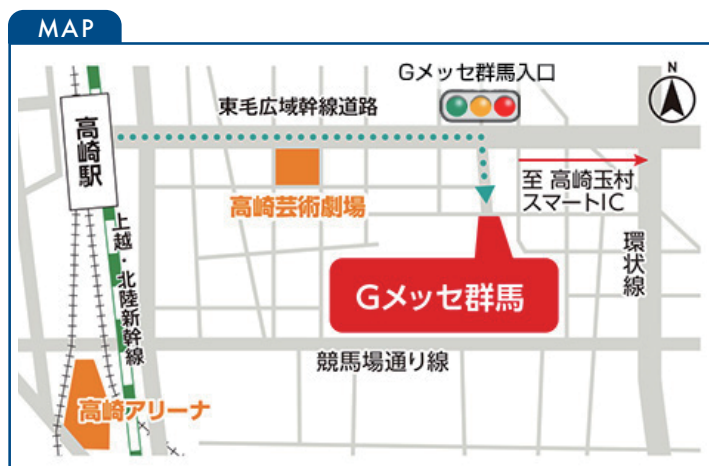 MAP
Gメッセ群馬入口
N
東毛広域幹線道路
高崎駅
至 高崎玉村
スマートIC
高崎芸術劇場
上越・北陸新幹線
環状線
Gメッセ群馬
競馬場通り線
高崎アリーナ